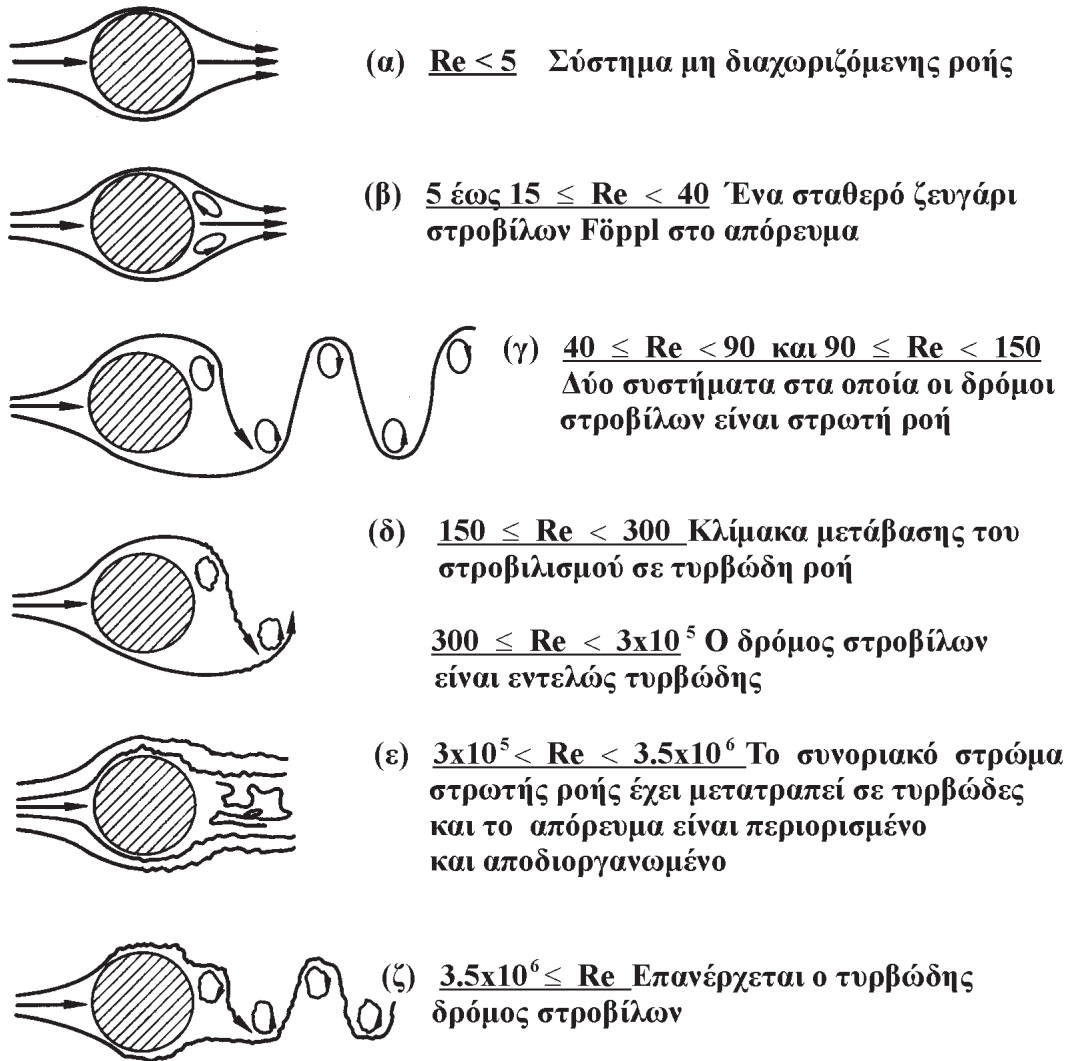 (α) Re < 5 Σύστημα μη διαχωριζόμενης ροής
(β) 5 έως 15 ≤ Re < 40 Ένα σταθερό ζευγάρι
στροβίλων Föppl στο απόρευμα
(γ) 40 ≤ Re < 90 και 90 ≤ Re < 150
Δύο συστήματα στα οποία οι δρόμοι
στροβίλων είναι στρωτή ροή
(δ) 150 ≤ Re < 300 Κλίμακα μετάβασης του
στροβιλισμού σε τυρβώδη ροή
300 ≤ Re < 3x10⁵ Ο δρόμος στροβίλων
είναι εντελώς τυρβώδης
(ε) 3x10⁵ < Re < 3.5x10⁶ Το συνοριακό στρώμα
στρωτής ροής έχει μετατραπεί σε τυρβώδες
και το απόρευμα είναι περιορισμένο
και αποδιοργανωμένο
(ζ) 3.5x10⁶ ≤ Re Επανέρχεται ο τυρβώδης
δρόμος στροβίλων